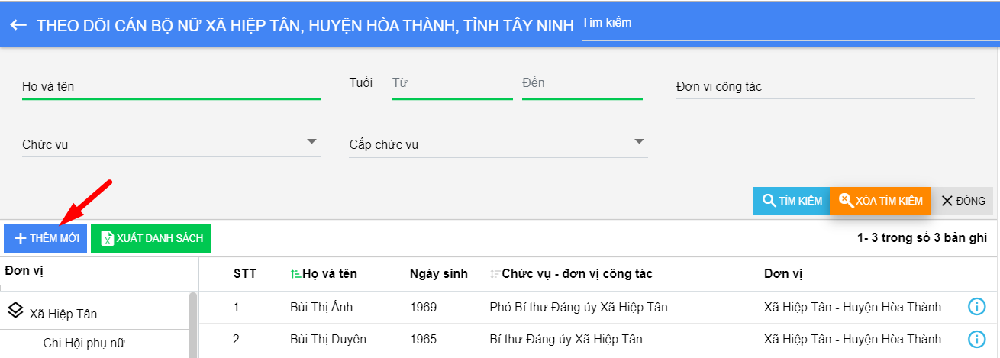 THEO DÕI CÁN BỘ NỮ XÃ HIỆP TÂN, HUYỆN HÒA THÀNH, TỈNH TÂY NINH Tìm kiếm
Họ và tên Tuổi Từ Đến Đơn vị công tác
Chức vụ Cấp chức vụ
TÌM KIẾM XÓA TÌM KIẾM ĐÓNG
THÊM MỚI XUẤT DANH SÁCH 1- 3 trong số 3 bản ghi
Đơn vị STT Họ và tên Ngày sinh Chức vụ - đơn vị công tác Đơn vị
Xã Hiệp Tân 1 Bùi Thị Ánh 1969 Phó Bí thư Đảng ủy Xã Hiệp Tân Xã Hiệp Tân - Huyện Hòa Thành
Chi Hội phụ nữ 2 Bùi Thị Duyên 1965 Bí thư Đảng ủy Xã Hiệp Tân Xã Hiệp Tân - Huyện Hòa Thành